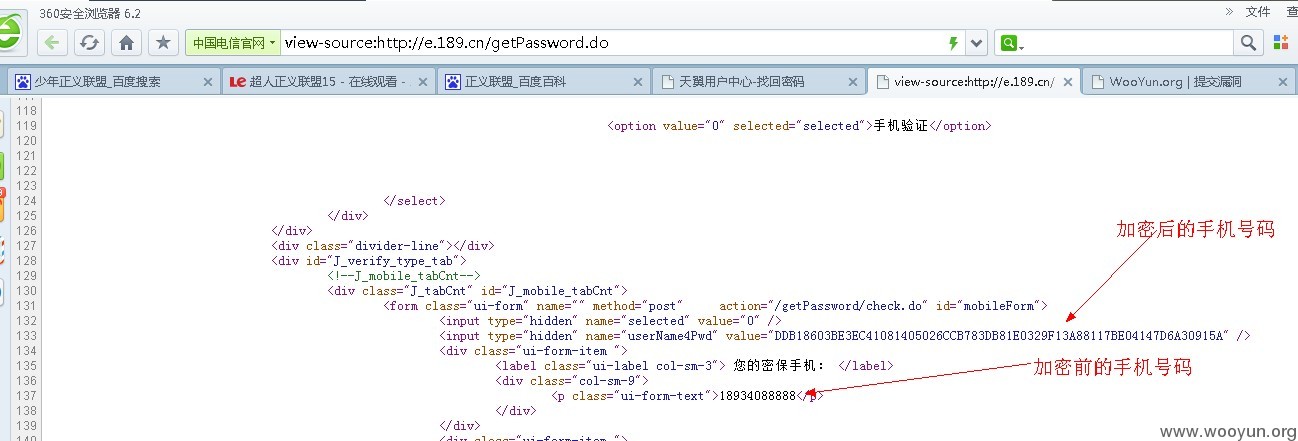 360安全浏览器 6.2
» 文件 查
中国电信官网 view-source:http://e.189.cn/getPassword.do
少年正义联盟_百度搜索 × Le 超人正义联盟15 - 在线观看 - × 正义联盟_百度百科 × 天翼用户中心-找回密码 × view-source:http://e.189.cn/ × WooYun.org | 提交漏洞 ×
118
119 <option value="0" selected="selected">手机验证</option>
120
121
122
123
124 </select>
125 </div>
126 </div>
加密后的手机号码
127 <div class="divider-line"></div>
128 <div id="J_verify_type_tab">
129 <!--J_mobile_tabCnt-->
130 <div class="J_tabCnt" id="J_mobile_tabCnt">
131 <form class="ui-form" name="" method="post" action="/getPassword/check.do" id="mobileForm">
132 <input type="hidden" name="selected" value="0" />
133 <input type="hidden" name="userName4Pwd" value="DDB18603BE3EC41081405026CCB783DB81E0329F13A88117BE04147D6A30915A" />
134 <div class="ui-form-item ">
135 <label class="ui-label col-sm-3"> 您的密保手机： </label>
136 <div class="col-sm-9">
加密前的手机号码
137 <p class="ui-form-text">18934088888</p>
138 </div>
139 </div>
140 <div class="ui-form-item ">
www.wooyun.org